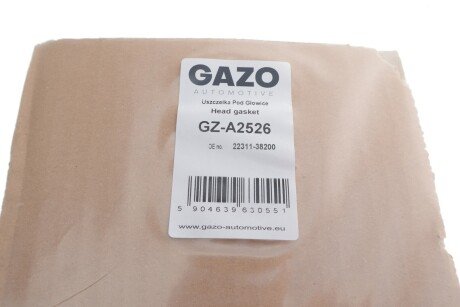 GAZO
AUTOMOTIVE
Uszczelka Pod Głowice
Head gasket
GZ-A2526
OE no. 22311-38200
5 904639 630551
www.gazo-automotive.eu